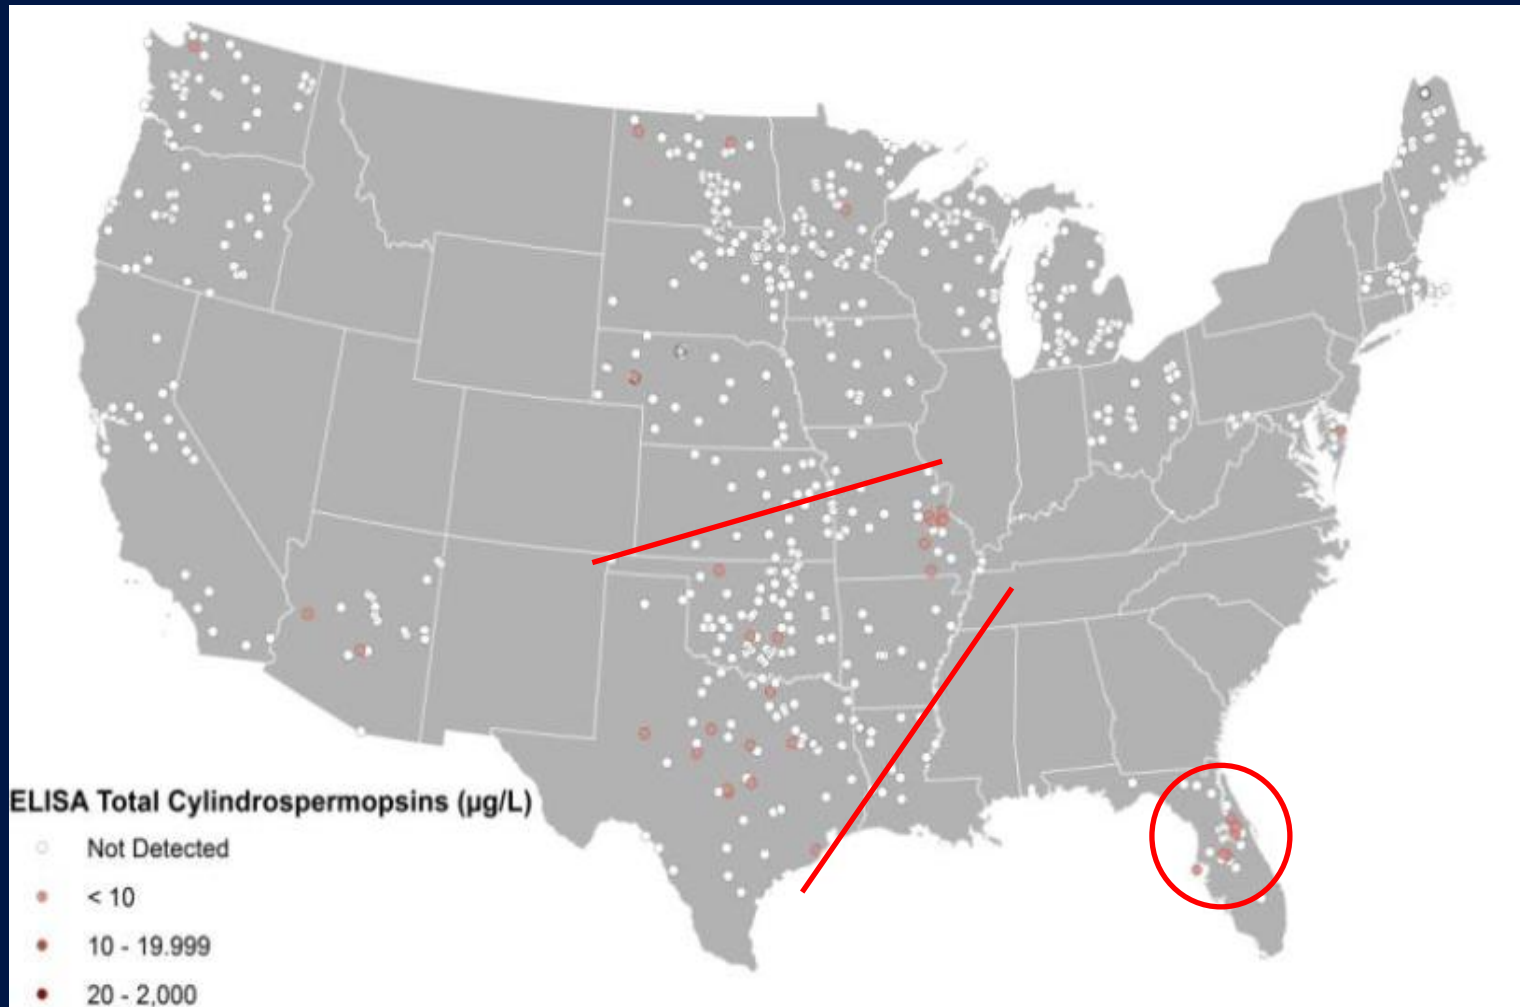 ELISA Total Cylindrospermopsins (µg/L)
Not Detected
< 10
10 - 19.999
20 - 2,000